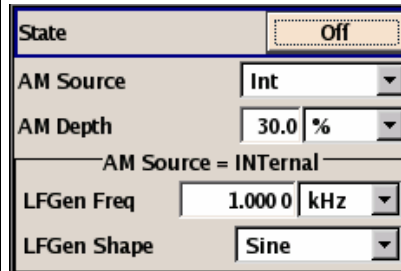 State Off
AM Source Int
AM Depth 30.0 %
AM Source = INTernal
LFGen Freq 1.000 0 kHz
LFGen Shape Sine